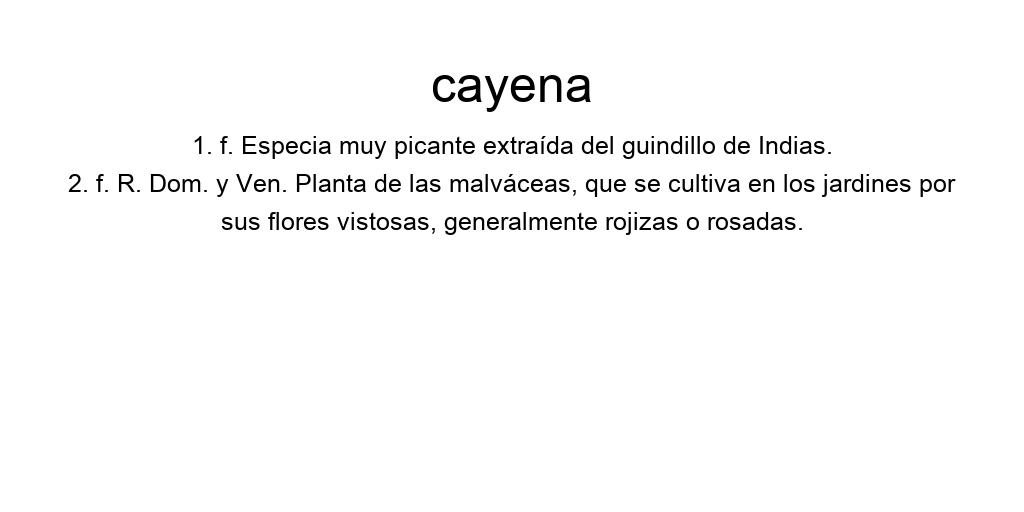 cayena
1. f. Especia muy picante extraída del guindillo de Indias.
2. f. R. Dom. y Ven. Planta de las malváceas, que se cultiva en los jardines por
sus flores vistosas, generalmente rojizas o rosadas.